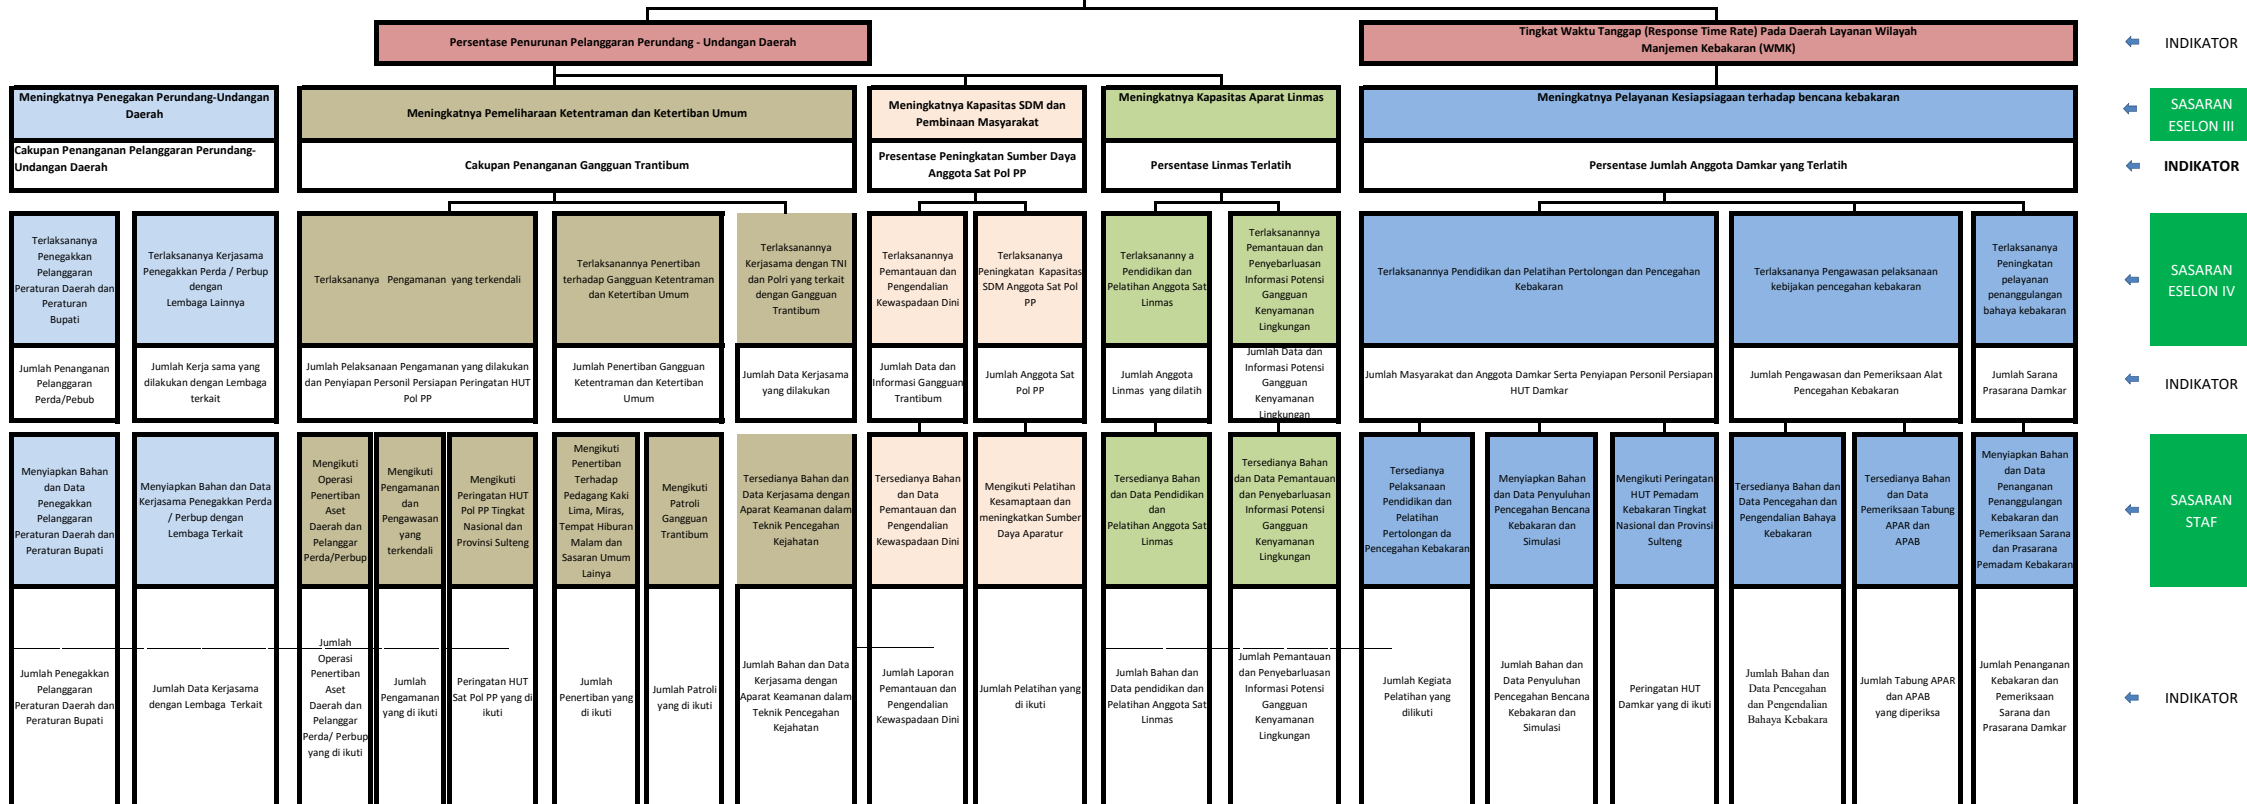 Persentase Penurunan Pelanggaran Perundang - Undangan Daerah
Tingkat Waktu Tanggap (Response Time Rate) Pada Daerah Layanan Wilayah
Manjemen Kebakaran (WMK)
INDIKATOR
Meningkatnya Penegakan Perundang-Undangan
Daerah
Meningkatnya Pemeliharaan Ketentraman dan Ketertiban Umum
Meningkatnya Kapasitas SDM dan
Pembinaan Masyarakat
Meningkatnya Kapasitas Aparat Linmas
Meningkatnya Pelayanan Kesiapsiagaan terhadap bencana kebakaran
SASARAN
ESELON III
Cakupan Penanganan Pelanggaran Perundang-
Undangan Daerah
Cakupan Penanganan Gangguan Trantibum
Presentase Peningkatan Sumber Daya
Anggota Sat Pol PP
Persentase Linmas Terlatih
Persentase Jumlah Anggota Damkar yang Terlatih
INDIKATOR
Terlaksananya
Penegakkan
Pelanggaran
Peraturan Daerah dan
Peraturan
Bupati
Terlaksananya Kerjasama
Penegakkan Perda / Perbup
dengan
Lembaga Lainnya
Terlaksananya   Pengamanan  yang terkendali
Terlaksanannya Penertiban
terhadap Gangguan Ketentraman
dan Ketertiban Umum
Terlaksanannya
Kerjasama dengan TNI
dan Polri yang terkait
dengan Gangguan
Trantibum
Terlaksanannya
Pemantauan dan
Pengendalian
Kewaspadaan Dini
Terlaksananya
Peningkatan  Kapasitas
SDM Anggota Sat Pol
PP
Terlaksananny a
Pendidikan dan
Pelatihan Anggota Sat
Linmas
Terlaksanannya
Pemantauan dan
Penyebarluasan
Informasi Potensi
Gangguan
Kenyamanan
Lingkungan
Terlaksanannya Pendidikan dan Pelatihan Pertolongan dan Pencegahan
Kebakaran
Terlaksananya Pengawasan pelaksanaan
kebijakan pencegahan kebakaran
Terlaksananya
Peningkatan
pelayanan
penanggulangan
bahaya kebakaran
SASARAN
ESELON IV
Jumlah Penanganan
Pelanggaran
Perda/Pebub
Jumlah Kerja sama yang
dilakukan dengan Lembaga
terkait
Jumlah Pelaksanaan Pengamanan yang dilakukan
dan Penyiapan Personil Persiapan Peringatan HUT
Pol PP
Jumlah Penertiban Gangguan
Ketentraman dan Ketertiban
Umum
Jumlah Data Kerjasama
yang dilakukan
Jumlah Data dan
Informasi Gangguan
Trantibum
Jumlah Anggota Sat
Pol PP
Jumlah Anggota
Linmas  yang dilatih
Jumlah Data dan
Informasi Potensi
Gangguan
Kenyamanan
Lingkungan
Jumlah Masyarakat dan Anggota Damkar Serta Penyiapan Personil Persiapan
HUT Damkar
Jumlah Pengawasan dan Pemeriksaan Alat
Pencegahan Kebakaran
Jumlah Sarana
Prasarana Damkar
INDIKATOR
Menyiapkan Bahan
dan Data
Penegakkan
Pelanggaran
Peraturan Daerah dan
Peraturan Bupati
Menyiapkan Bahan dan Data
Kerjasama Penegakkan Perda
/ Perbup dengan
Lembaga Terkait
Mengikuti
Operasi
Penertiban
Aset
Daerah dan
Pelanggar
Perda/Perbup
Mengikuti
Pengamanan
dan
Pengawasan
yang
terkendali
Mengikuti
Peringatan HUT
Pol PP Tingkat
Nasional dan
Provinsi Sulteng
Mengikuti
Penertiban
Terhadap
Pedagang Kaki
Lima, Miras,
Tempat Hiburan
Malam dan
Sasaran Umum
Lainya
Mengikuti
Patroli
Gangguan
Trantibum
Tersedianya Bahan dan
Data Kerjasama dengan
Aparat Keamanan dalam
Teknik Pencegahan
Kejahatan
Tersedianya Bahan
dan Data
Pemantauan dan
Pengendalian
Kewaspadaan Dini
Mengikuti Pelatihan
Kesamaptaan dan
meningkatkan Sumber
Daya Aparatur
Tersedianya Bahan
dan Data Pendidikan
dan
Pelatihan Anggota Sat
Linmas
Tersedianya Bahan
dan Data Pemantauan
dan Penyebarluasan
Informasi Potensi
Gangguan
Kenyamanan
Lingkungan
Tersedianya
Pelaksanaan
Pendidikan dan
Pelatihan
Pertolongan da
Pencegahan Kebakaran
Menyiapkan Bahan
dan Data Penyuluhan
Pencegahan Bencana
Kebakaran dan
Simulasi
Mengikuti Peringatan
HUT Pemadam
Kebakaran Tingkat
Nasional dan Provinsi
Sulteng
Tersedianya Bahan dan
Data Pencegahan dan
Pengendalian Bahaya
Kebakaran
Tersedianya Bahan
dan Data
Pemeriksaan Tabung
APAR dan
APAB
Menyiapkan Bahan
dan Data
Penanganan
Penanggulangan
Kebakaran dan
Pemeriksaan Sarana
dan Prasarana
Pemadam Kebakaran
SASARAN
STAF
Jumlah Penegakkan
Pelanggaran
Peraturan Daerah dan
Peraturan Bupati
Jumlah Data Kerjasama
dengan Lembaga  Terkait
Jumlah
Operasi
Penertiban
Aset
Daerah dan
Pelanggar
Perda/ Perbup
yang di ikuti
Jumlah
Pengamanan
yang di ikuti
Peringatan HUT
Sat Pol PP yang di
ikuti
Jumlah
Penertiban yang
di ikuti
Jumlah Patroli
yang di ikuti
Jumlah Bahan dan Data
Kerjasama dengan
Aparat Keamanan dalam
Teknik Pencegahan
Kejahatan
Jumlah Laporan
Pemantauan dan
Pengendalian
Kewaspadaan Dini
Jumlah Pelatihan yang
di ikuti
Jumlah Bahan dan
Data pendidikan dan
Pelatihan Anggota Sat
Linmas
Jumlah Pemantauan
dan Penyebarluasan
Informasi Potensi
Gangguan
Kenyamanan
Lingkungan
Jumlah Kegiata
Pelatihan yang
dilikuti
Jumlah Bahan dan
Data Penyuluhan
Pencegahan Bencana
Kebakaran dan
Simulasi
Peringatan HUT
Damkar yang di ikuti
Jumlah Bahan dan
Data Pencegahan
dan Pengendalian
Bahaya Kebakara
Jumlah Tabung APAR
dan APAB
yang diperiksa
Jumlah Penanganan
Kebakaran dan
Pemeriksaan
Sarana dan
Prasarana Damkar
INDIKATOR